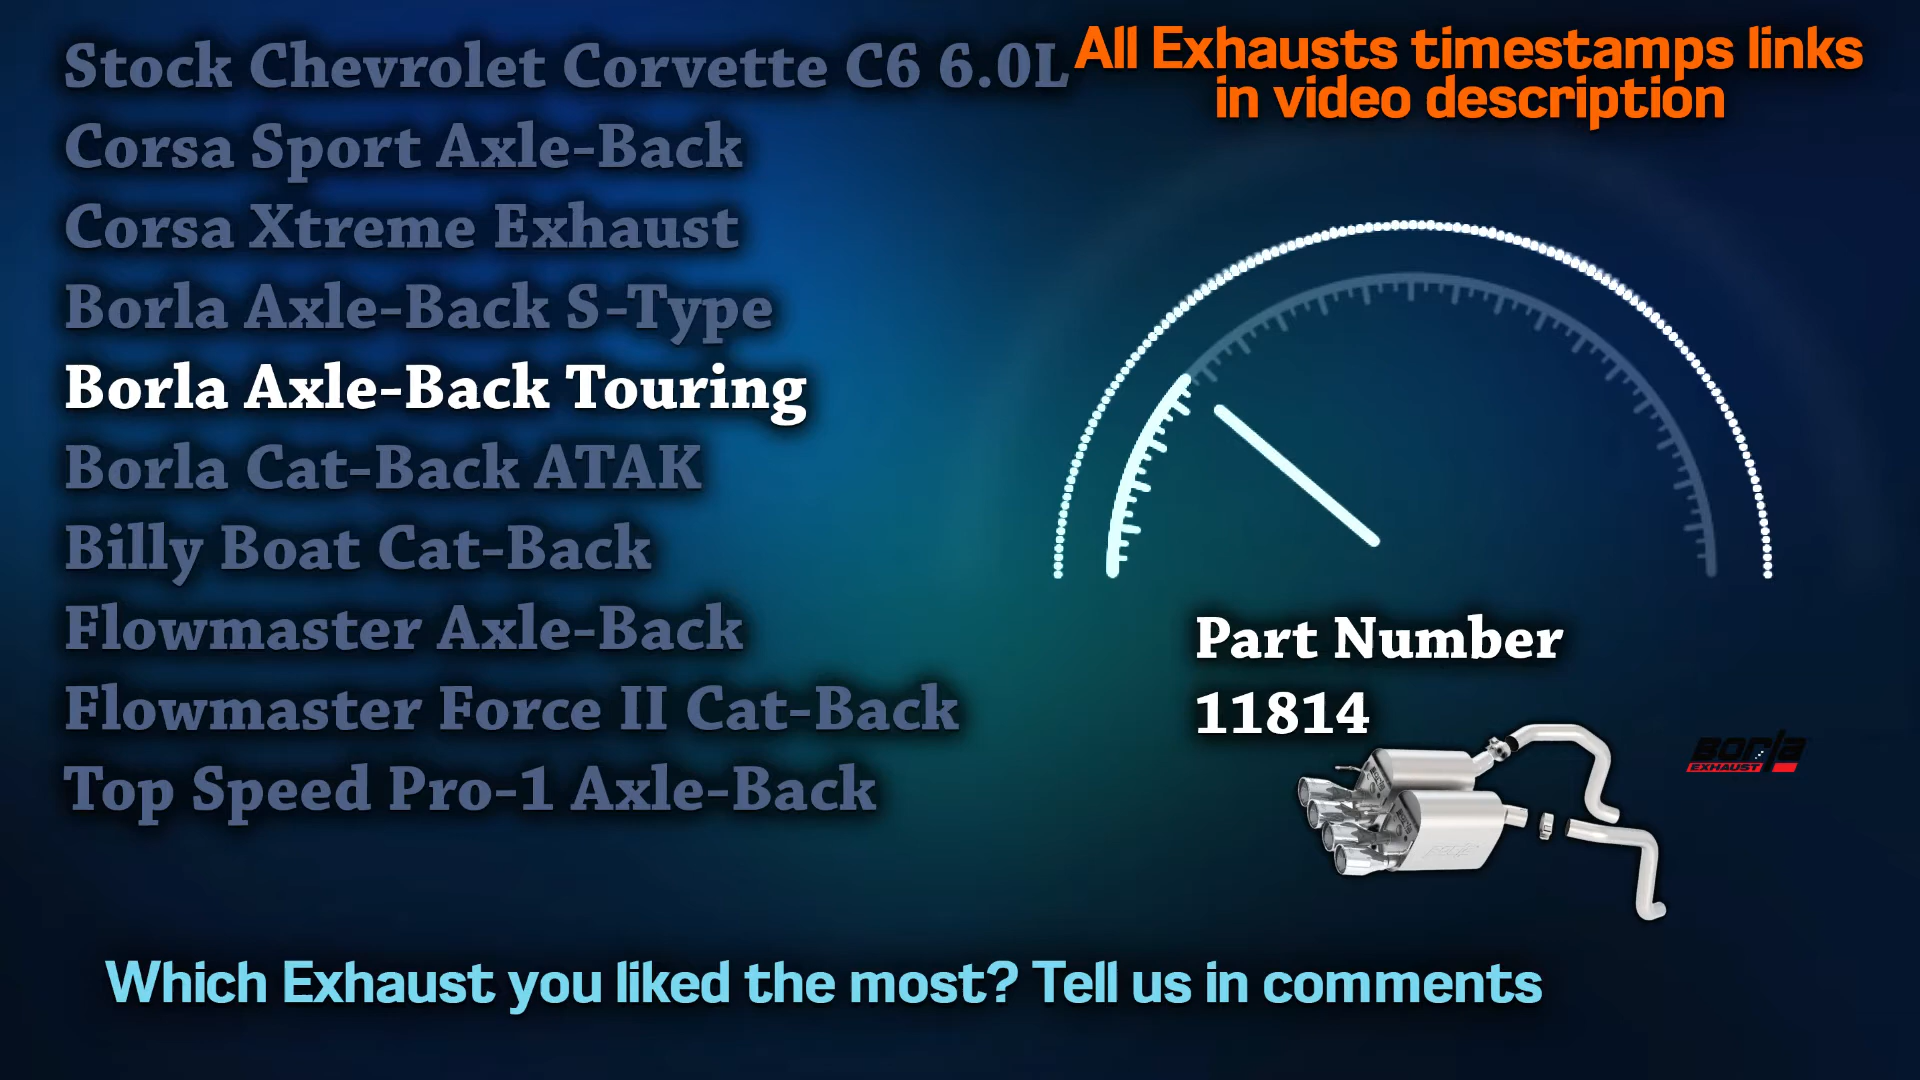 Stock Chevrolet Corvette C6 6.0L
All Exhausts timestamps links
in video description
Corsa Sport Axle-Back
Corsa Xtreme Exhaust
Borla Axle-Back S-Type
Borla Axle-Back Touring
Borla Cat-Back ATAK
Billy Boat Cat-Back
Flowmaster Axle-Back
Flowmaster Force II Cat-Back
Top Speed Pro-1 Axle-Back
Part Number
11814
Borla
EXHAUST
Which Exhaust you liked the most? Tell us in comments